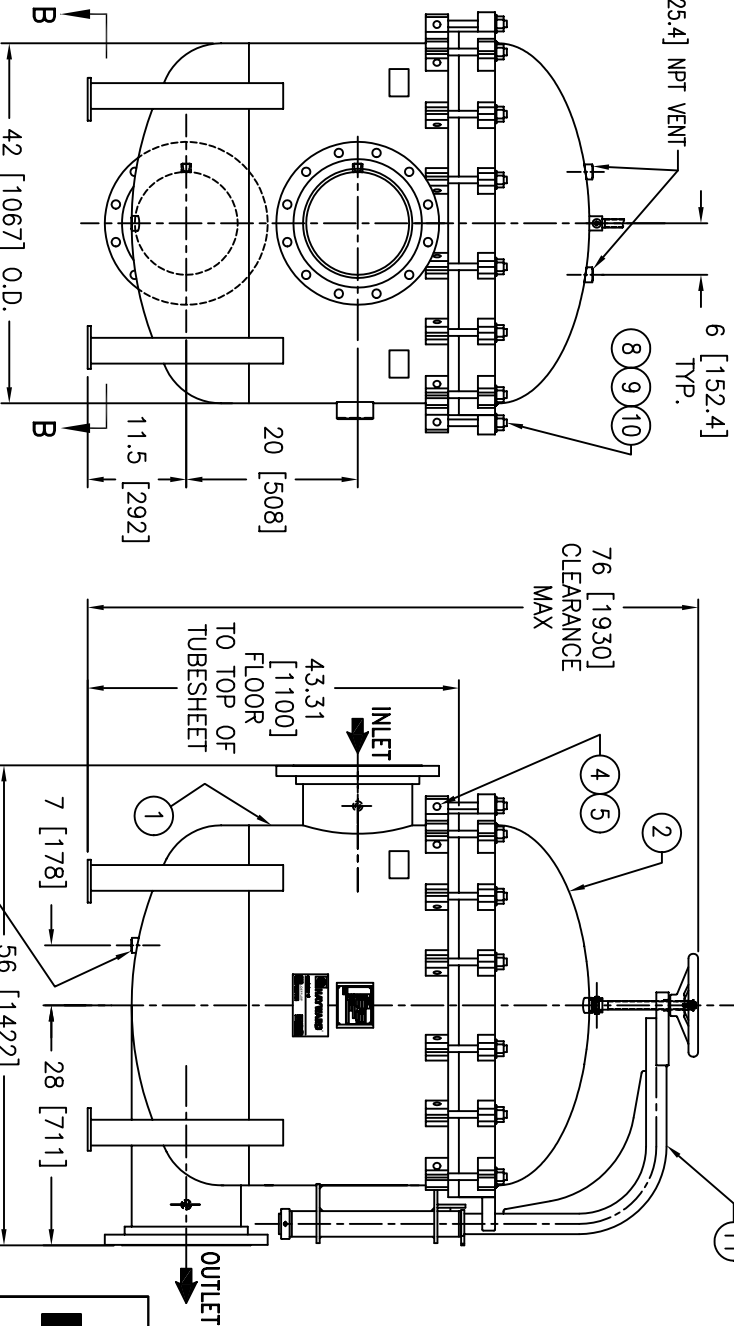 25.4] NPT VENT
6 [152.4]
TYP.
8
9
10
B
42 [1067] O.D.
B
11.5 [292]
20 [508]
76 [1930]
CLEARANCE
MAX
43.31
[1100]
FLOOR
TO TOP OF
TUBESHEET
INLET
4
5
2
1
7 [178]
56 [1422]
28 [711]
HAYWARD
11
OUTLET